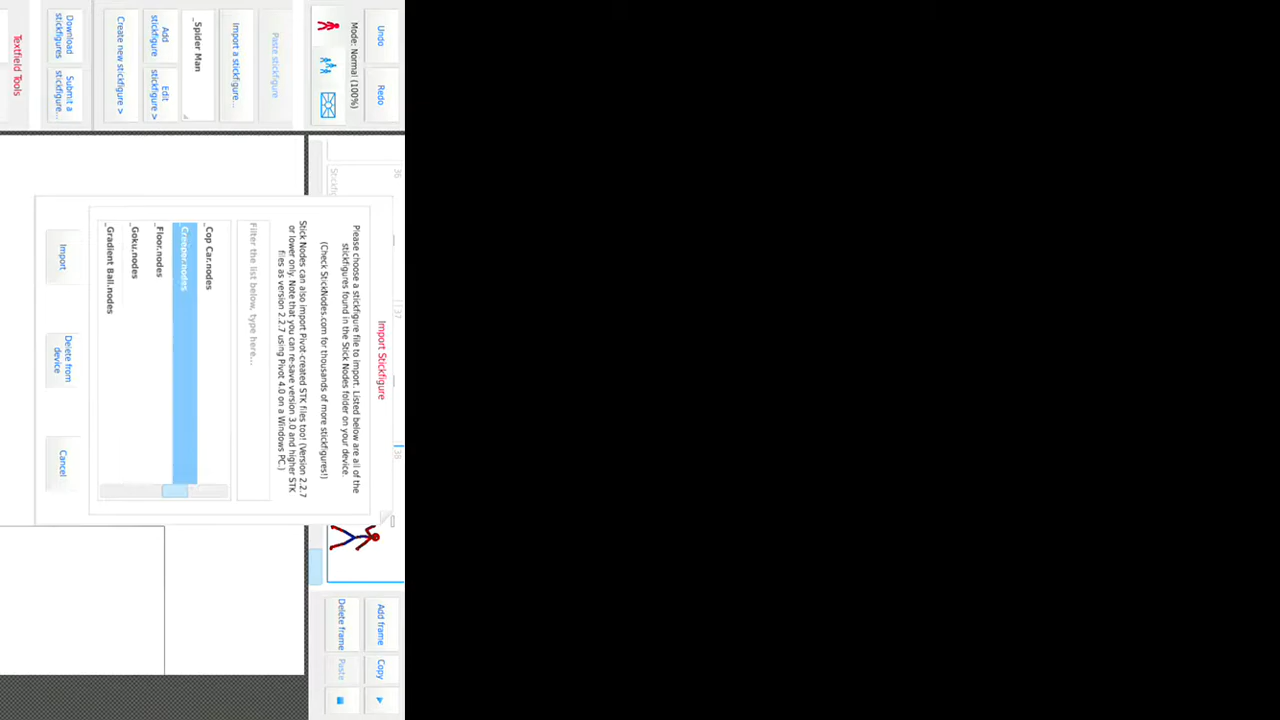 Undo
Redo
Mode: Normal (100%)
Paste stickfigure
Import a stickfigure...
_Spider Man
Add
stickfigure
Edit
stickfigure >
Create new stickfigure >
Download
stickfigures
Submit a
stickfigure...
Textfield Tools
36
37
38
Import Stickfigure
Please choose a stickfigure file to import. Listed below are all of the
stickfigures found in the Stick Nodes folder on your device.
(Check StickNodes.com for thousands of more stickfigures!)
Stick Nodes can also import Pivot-created STK files too! (Version 2.2.7
or lower only. Note that you can re-save version 3.0 and higher STK
files as version 2.2.7 using Pivot 4.0 on a Windows PC.)
Filter the list below, type here...
_Cop Car.nodes
_Creeper.nodes
_Floor.nodes
_Goku.nodes
_Gradient Ball.nodes
Import
Delete from
device
Cancel
Add frame
Copy
Delete frame
Paste